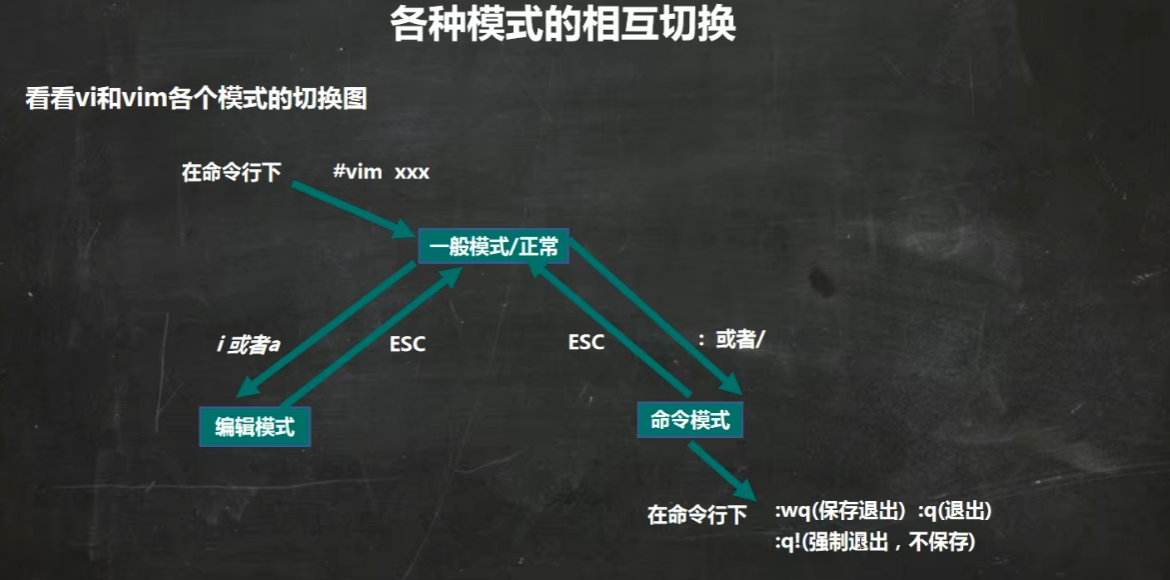 各种模式的相互切换
看看vi和vim各个模式的切换图
在命令行下 #vim xxx
一般模式/正常
i 或者a
ESC
ESC
: 或者/
编辑模式
命令模式
在命令行下
:wq(保存退出) :q(退出)
:q!(强制退出，不保存)